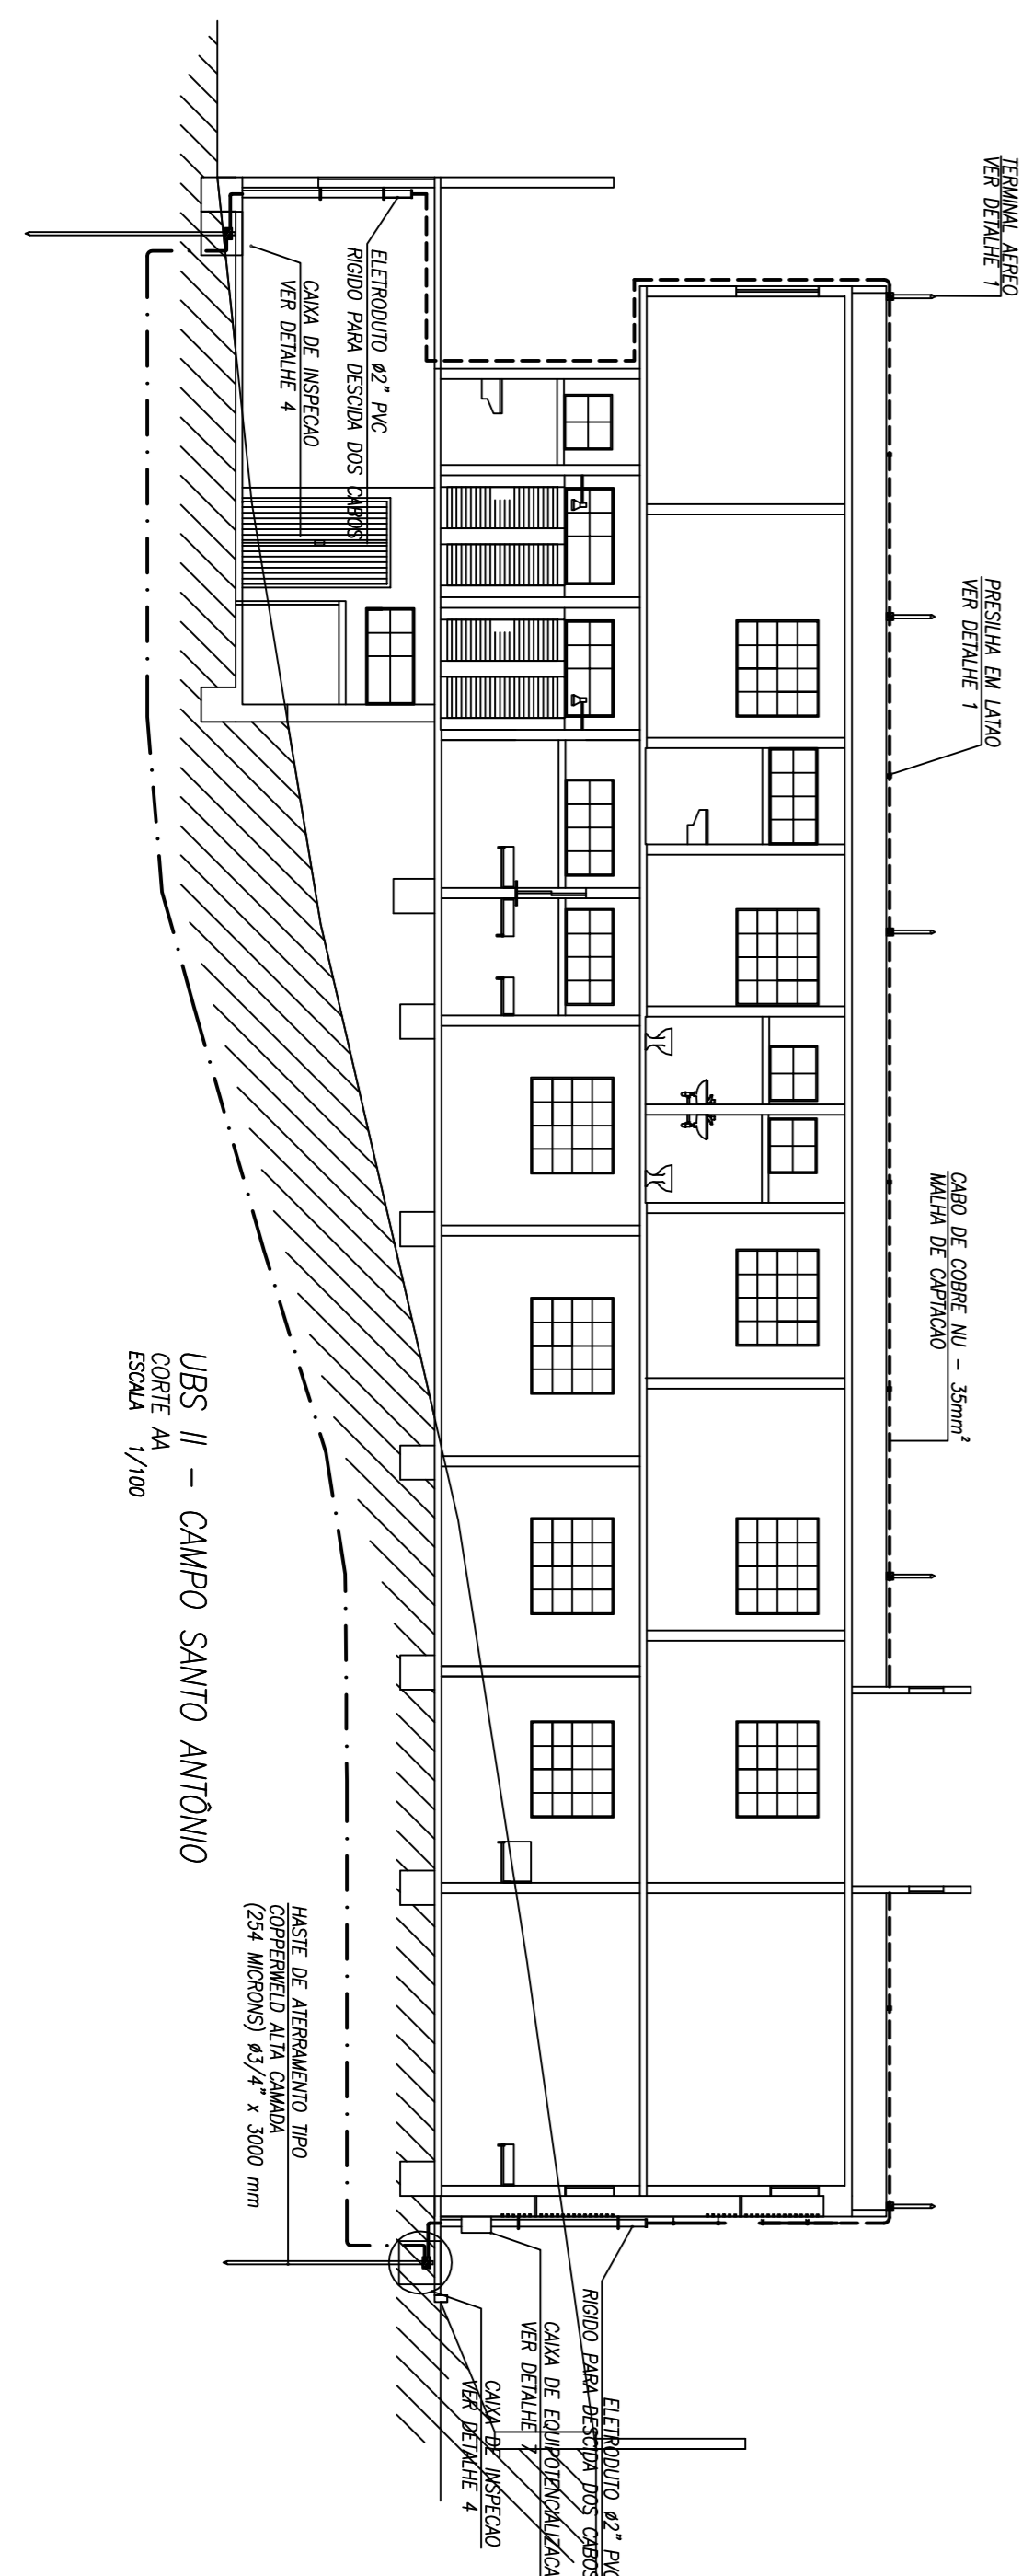 TERMINAL AEREO
VER DETALHE 1
PRESILHA EM LATAO
VER DETALHE 1
CABO DE COBRE NU - 35mm²
MALHA DE CAPTACAO
ELETRODUTO ø2" PVC
RIGIDO PARA DESCIDA DOS CABOS
CAIXA DE INSPECAO
VER DETALHE 4
ELETRODUTO ø2" PVC
RIGIDO PARA DESCIDA DOS CABOS
CAIXA DE EQUIPOTENCIALIZACA
VER DETALHE 7
CAIXA DE INSPECAO
VER DETALHE 4
HASTE DE ATERRAMENTO TIPO
COPPERWELD ALTA CAMADA
(254 MICRONS) ø3/4" x 3000 mm
UBS II - CAMPO SANTO ANTÔNIO
CORTE AA
ESCALA 1/100